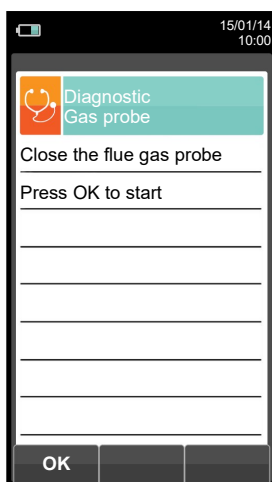 15/01/14
10:00
Diagnostic
Gas probe
Close the flue gas probe
Press OK to start
OK